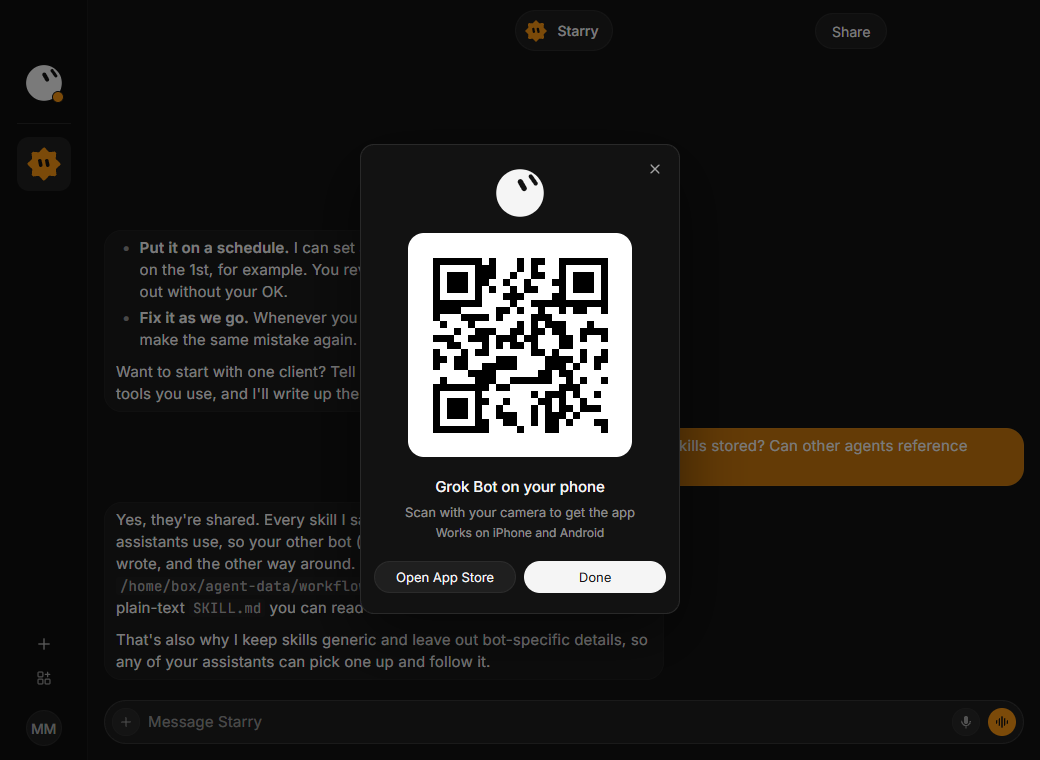 Starry
Share
Put it on a schedule. I can set
on the 1st, for example. You rev
out without your OK.
Fix it as we go. Whenever you
make the same mistake again.
Want to start with one client? Tell
tools you use, and I'll write up the
kills stored? Can other agents reference
Yes, they're shared. Every skill I sa
assistants use, so your other bot (
wrote, and the other way around.
/home/box/agent-data/workflow
plain-text SKILL.md you can read
That's also why I keep skills generic and leave out bot-specific details, so
any of your assistants can pick one up and follow it.
Grok Bot on your phone
Scan with your camera to get the app
Works on iPhone and Android
Open App Store
Done
MM
Message Starry